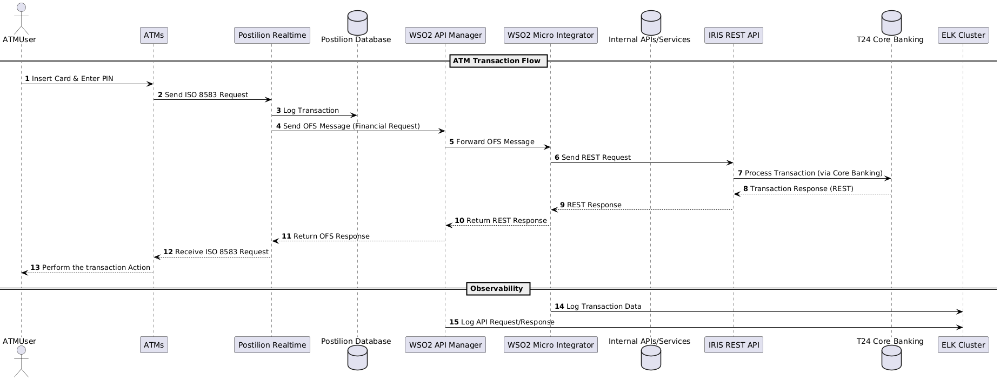 ATMUser
ATMs
Postilion Realtime
Postilion Database
WSO2 API Manager
WSO2 Micro Integrator
Internal APIs/Services
IRIS REST API
T24 Core Banking
ELK Cluster
ATM Transaction Flow
1 Insert Card & Enter PIN
2 Send ISO 8583 Request
3 Log Transaction
4 Send OFS Message (Financial Request)
5 Forward OFS Message
6 Send REST Request
7 Process Transaction (via Core Banking)
8 Transaction Response (REST)
9 REST Response
10 Return REST Response
11 Return OFS Response
12 Receive ISO 8583 Request
13 Perform the transaction Action
Observability
14 Log Transaction Data
15 Log API Request/Response
ATMUser
ATMs
Postilion Realtime
Postilion Database
WSO2 API Manager
WSO2 Micro Integrator
Internal APIs/Services
IRIS REST API
T24 Core Banking
ELK Cluster